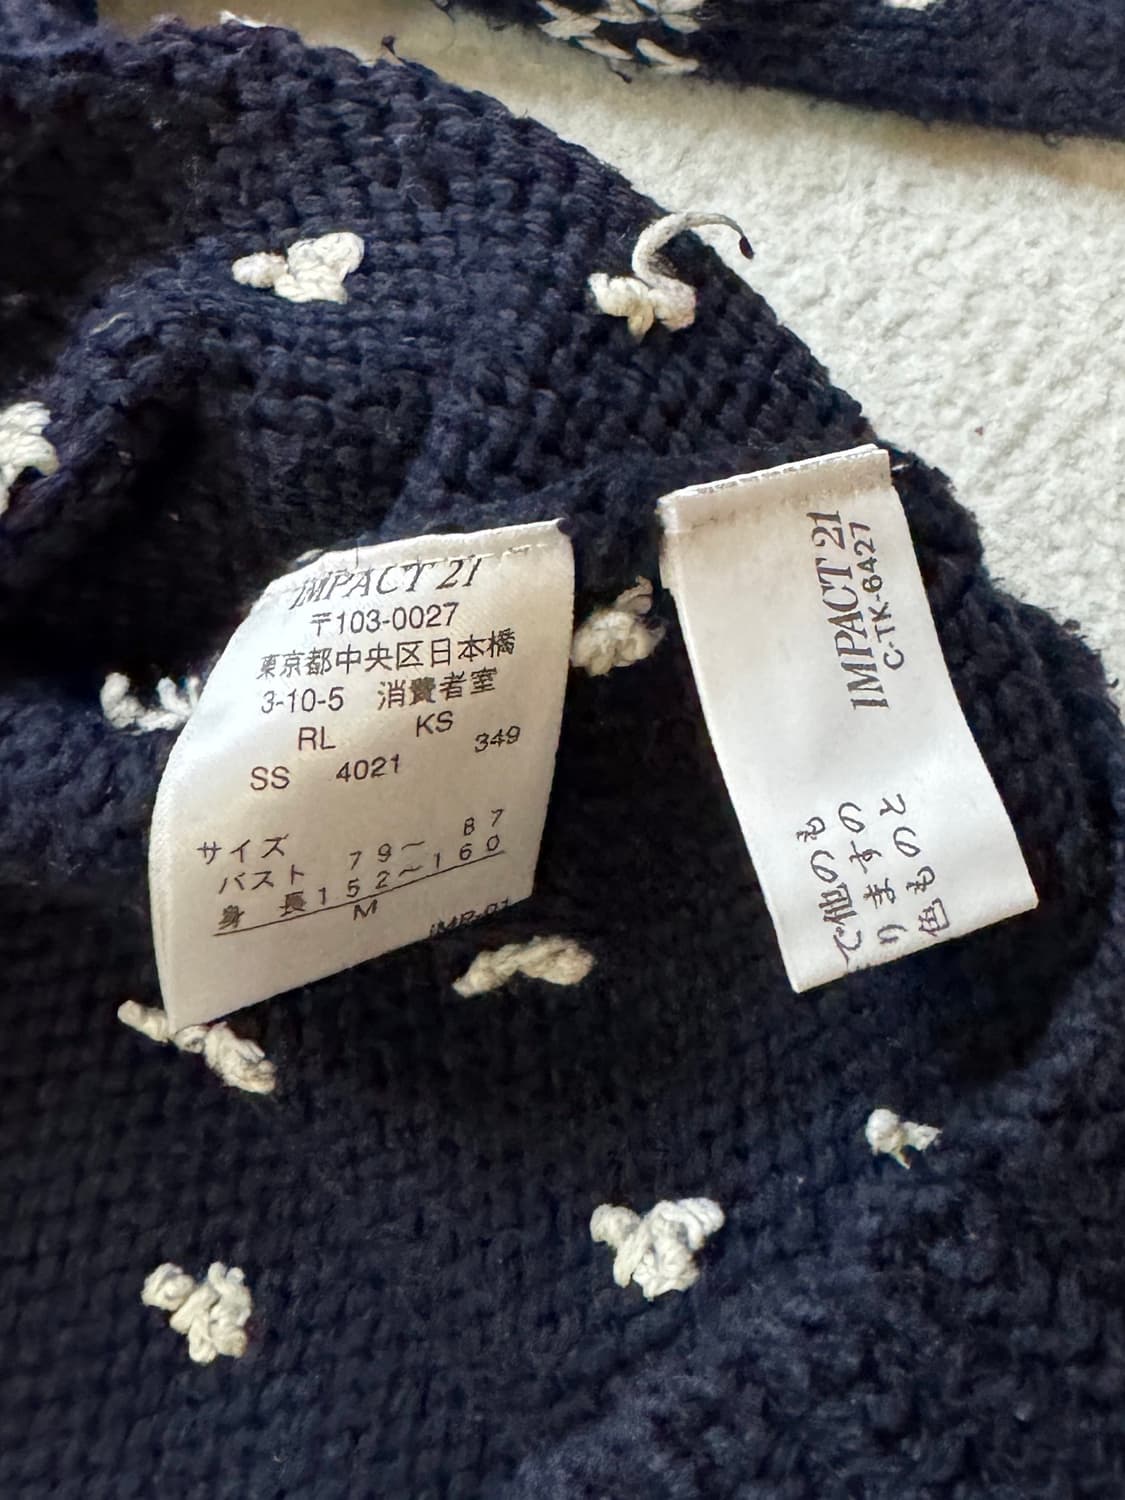 IMPACT 21
〒103-0027
東京都中央区日本橋
3-10-5 消費者室
RL KS
SS 4021 349
サイズ
バスト 79～87
身長152～160
M
IMPACT 21
C-TK-6427
色ものと
りますの
で他のも